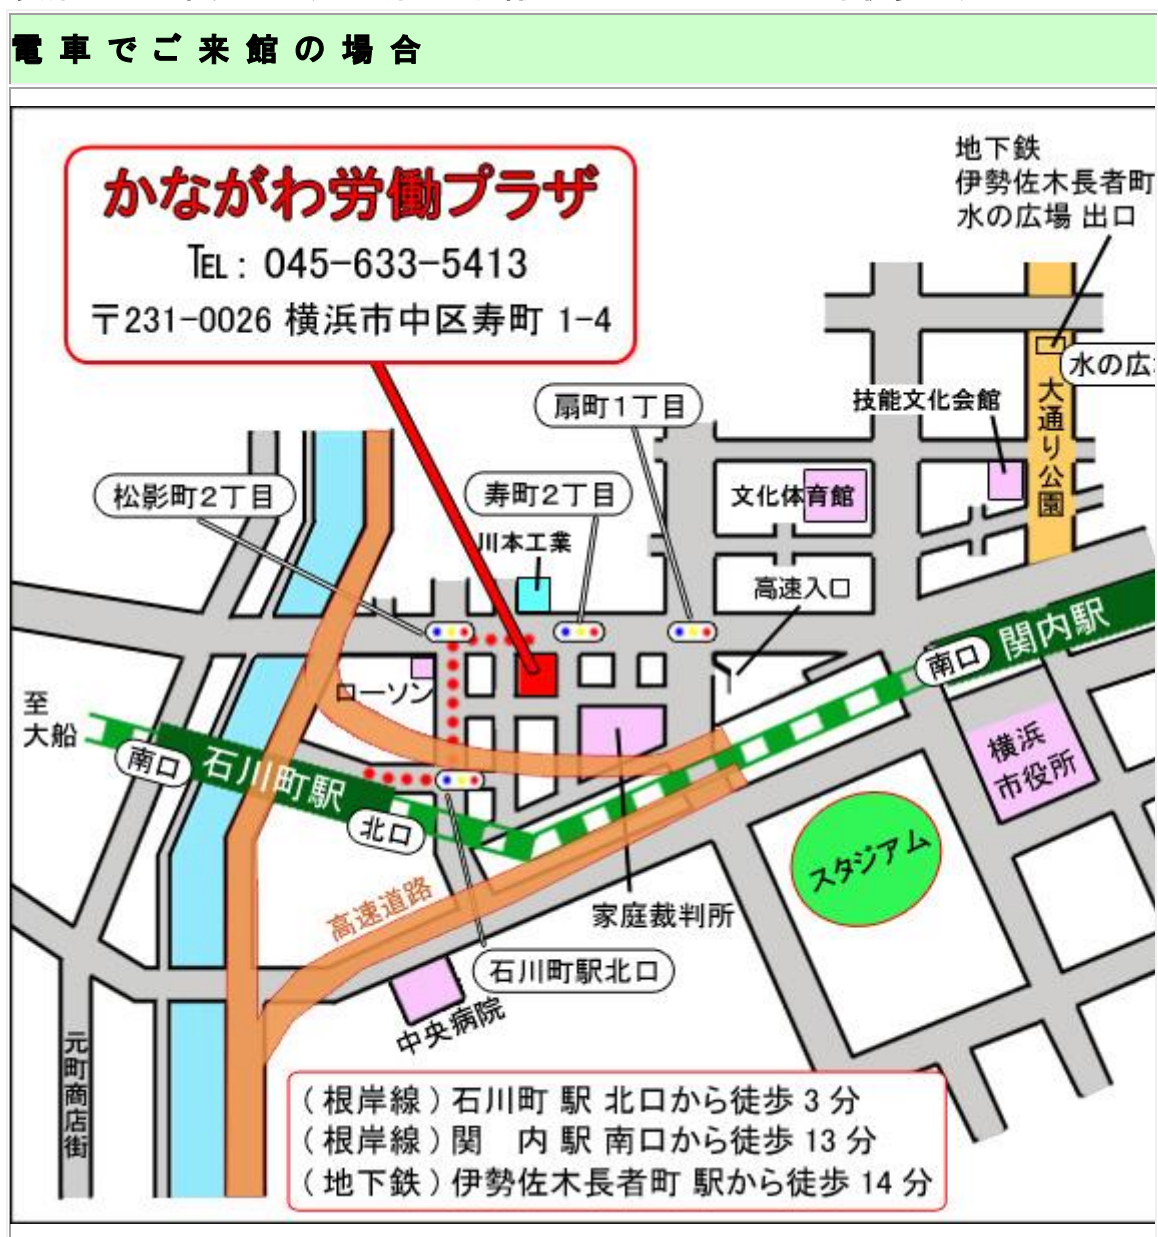 電車でご来館の場合
かながわ労働プラザ
TEL: 045-633-5413
〒231-0026 横浜市中区寿町 1-4
地下鉄
伊勢佐木長者町
水の広場 出口
水の広
大通り公園
技能文化会館
扇町1丁目
松影町2丁目
寿町2丁目
文化体育館
川本工業
高速入口
関内駅
南口
ローソン
至
大船
南口
石川町駅
北口
横浜
市役所
スタジアム
高速道路
家庭裁判所
石川町駅北口
中央病院
元町商店街
(根岸線)石川町 駅 北口から徒歩 3 分
(根岸線)関 内 駅 南口から徒歩 13 分
(地下鉄)伊勢佐木長者町 駅から徒歩 14 分